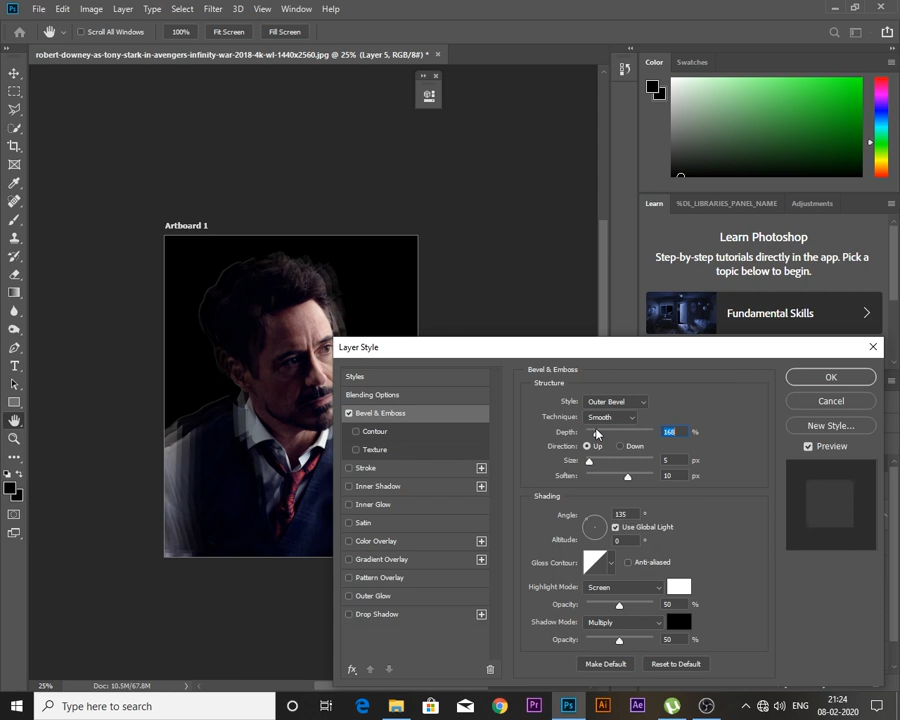 Ps File Edit Image Layer Type Select Filter 3D View Window Help
Scroll All Windows 100% Fit Screen Fill Screen
robert-downey-as-tony-stark-in-avengers-infinity-war-2018-4k-wl-1440x2560.jpg @ 25% (Layer 5, RGB/8#) *
Color Swatches
Learn %DL_LIBRARIES_PANEL_NAME Adjustments
Learn Photoshop
Step-by-step tutorials directly in the app. Pick a
topic below to begin.
Fundamental Skills
Artboard 1
Layer Style
Styles
Blending Options
Bevel & Emboss
Contour
Texture
Stroke
Inner Shadow
Inner Glow
Satin
Color Overlay
Gradient Overlay
Pattern Overlay
Outer Glow
Drop Shadow
fx
Bevel & Emboss
Structure
Style: Outer Bevel
Technique: Smooth
Depth: 168 %
Direction: Up Down
Size: 5 px
Soften: 10 px
Shading
Angle: 135 °
Use Global Light
Altitude: 0 °
Gloss Contour: Anti-aliased
Highlight Mode: Screen
Opacity: 50 %
Shadow Mode: Multiply
Opacity: 50 %
Make Default Reset to Default
OK
Cancel
New Style...
Preview
25% Doc: 10.5M/67.8M
Type here to search
Pr Ps Ai Ae
ENG
21:24
08-02-2020